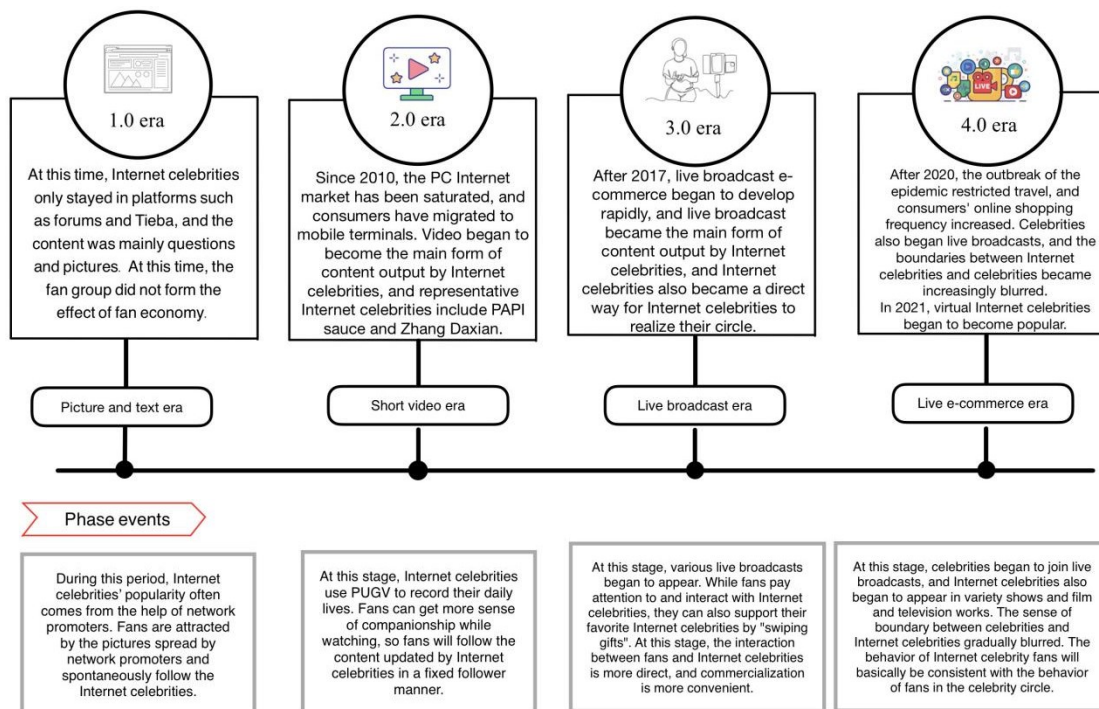 1.0 era
At this time, Internet celebrities
only stayed in platforms such
as forums and Tieba, and the
content was mainly questions
and pictures. At this time, the
fan group did not form the
effect of fan economy.
Picture and text era
2.0 era
Since 2010, the PC Internet
market has been saturated, and
consumers have migrated to
mobile terminals. Video began to
become the main form of
content output by Internet
celebrities, and representative
Internet celebrities include PAPI
sauce and Zhang Daxian.
Short video era
3.0 era
After 2017, live broadcast e-
commerce began to develop
rapidly, and live broadcast
became the main form of
content output by Internet
celebrities, and Internet
celebrities also became a direct
way for Internet celebrities to
realize their circle.
Live broadcast era
LIVE
4.0 era
After 2020, the outbreak of the
epidemic restricted travel, and
consumers' online shopping
frequency increased. Celebrities
also began live broadcasts, and the
boundaries between Internet
celebrities and celebrities became
increasingly blurred.
In 2021, virtual Internet celebrities
began to become popular.
Live e-commerce era
Phase events
During this period, Internet
celebrities' popularity often
comes from the help of network
promoters. Fans are attracted
by the pictures spread by
network promoters and
spontaneously follow the
Internet celebrities.
At this stage, Internet celebrities
use PUGV to record their daily
lives. Fans can get more sense
of companionship while
watching, so fans will follow the
content updated by Internet
celebrities in a fixed follower
manner.
At this stage, various live broadcasts
began to appear. While fans pay
attention to and interact with Internet
celebrities, they can also support their
favorite Internet celebrities by "swiping
gifts". At this stage, the interaction
between fans and Internet celebrities
is more direct, and commercialization
is more convenient.
At this stage, celebrities began to join live
broadcasts, and Internet celebrities also
began to appear in variety shows and film
and television works. The sense of
boundary between celebrities and
Internet celebrities gradually blurred. The
behavior of Internet celebrity fans will
basically be consistent with the behavior
of fans in the celebrity circle.